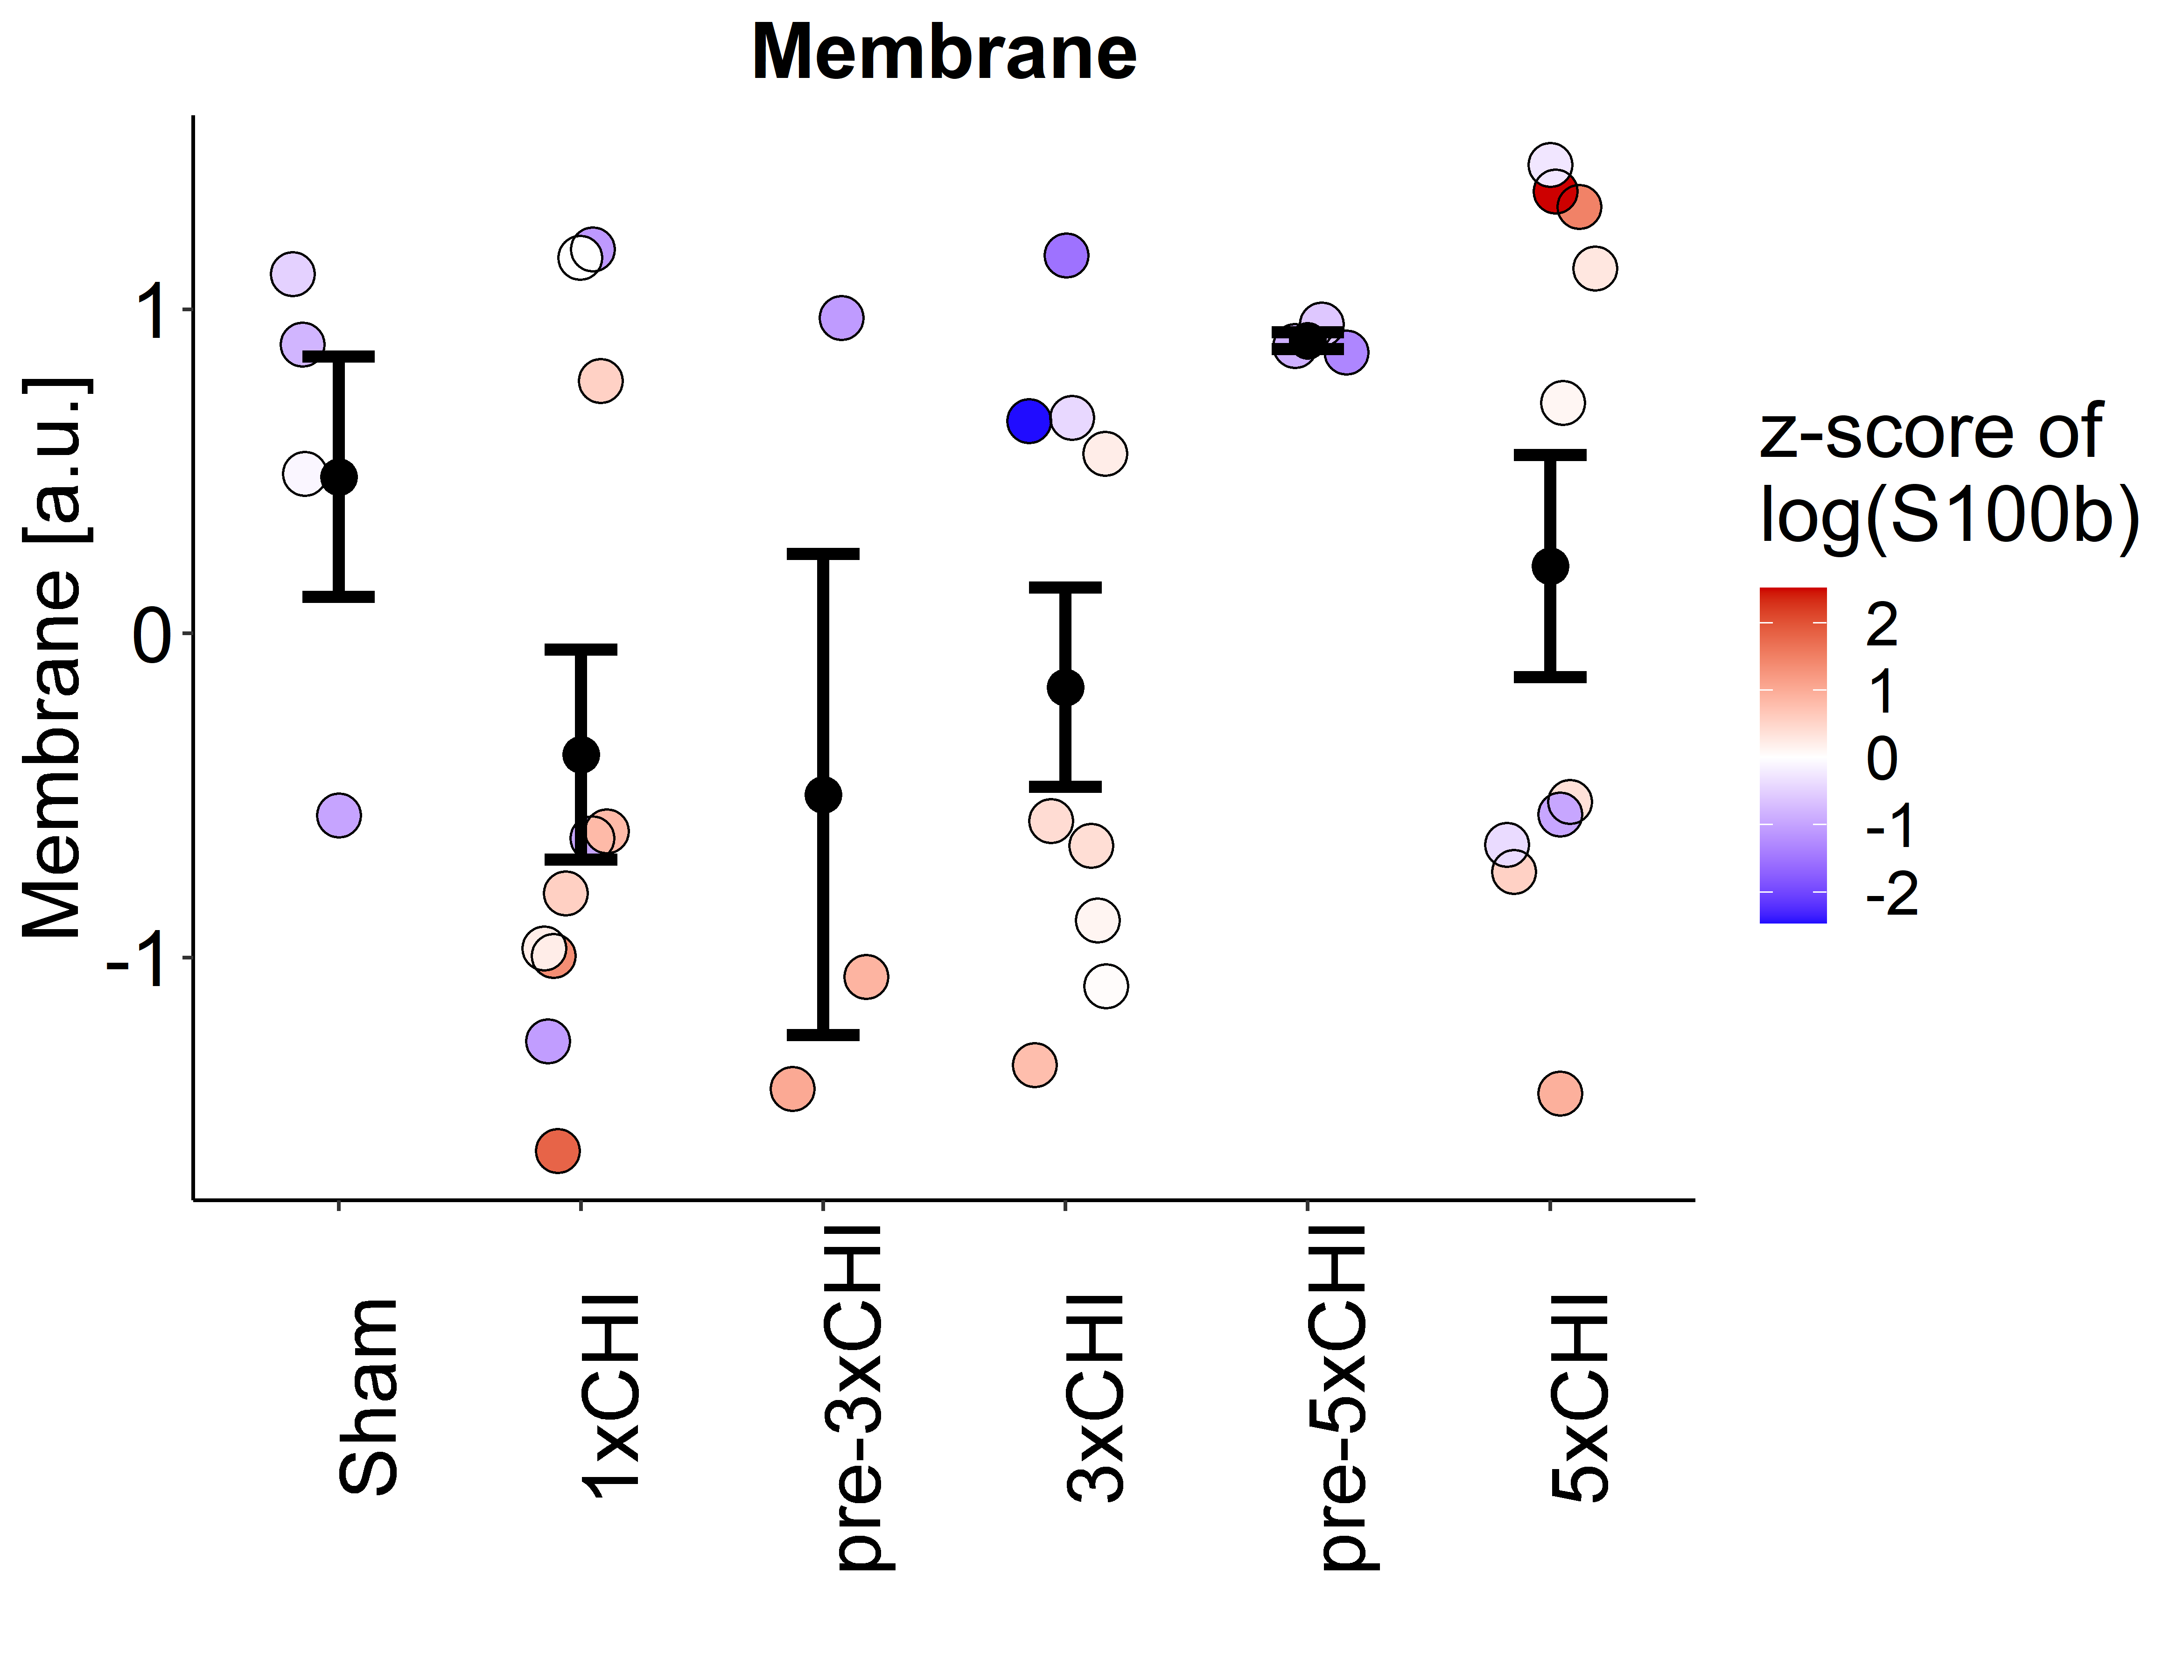 Membrane
Membrane [a.u.]
1
0
-1
Sham
1xCHI
pre-3xCHI
3xCHI
pre-5xCHI
5xCHI
z-score of
log(S100b)
2
1
0
-1
-2